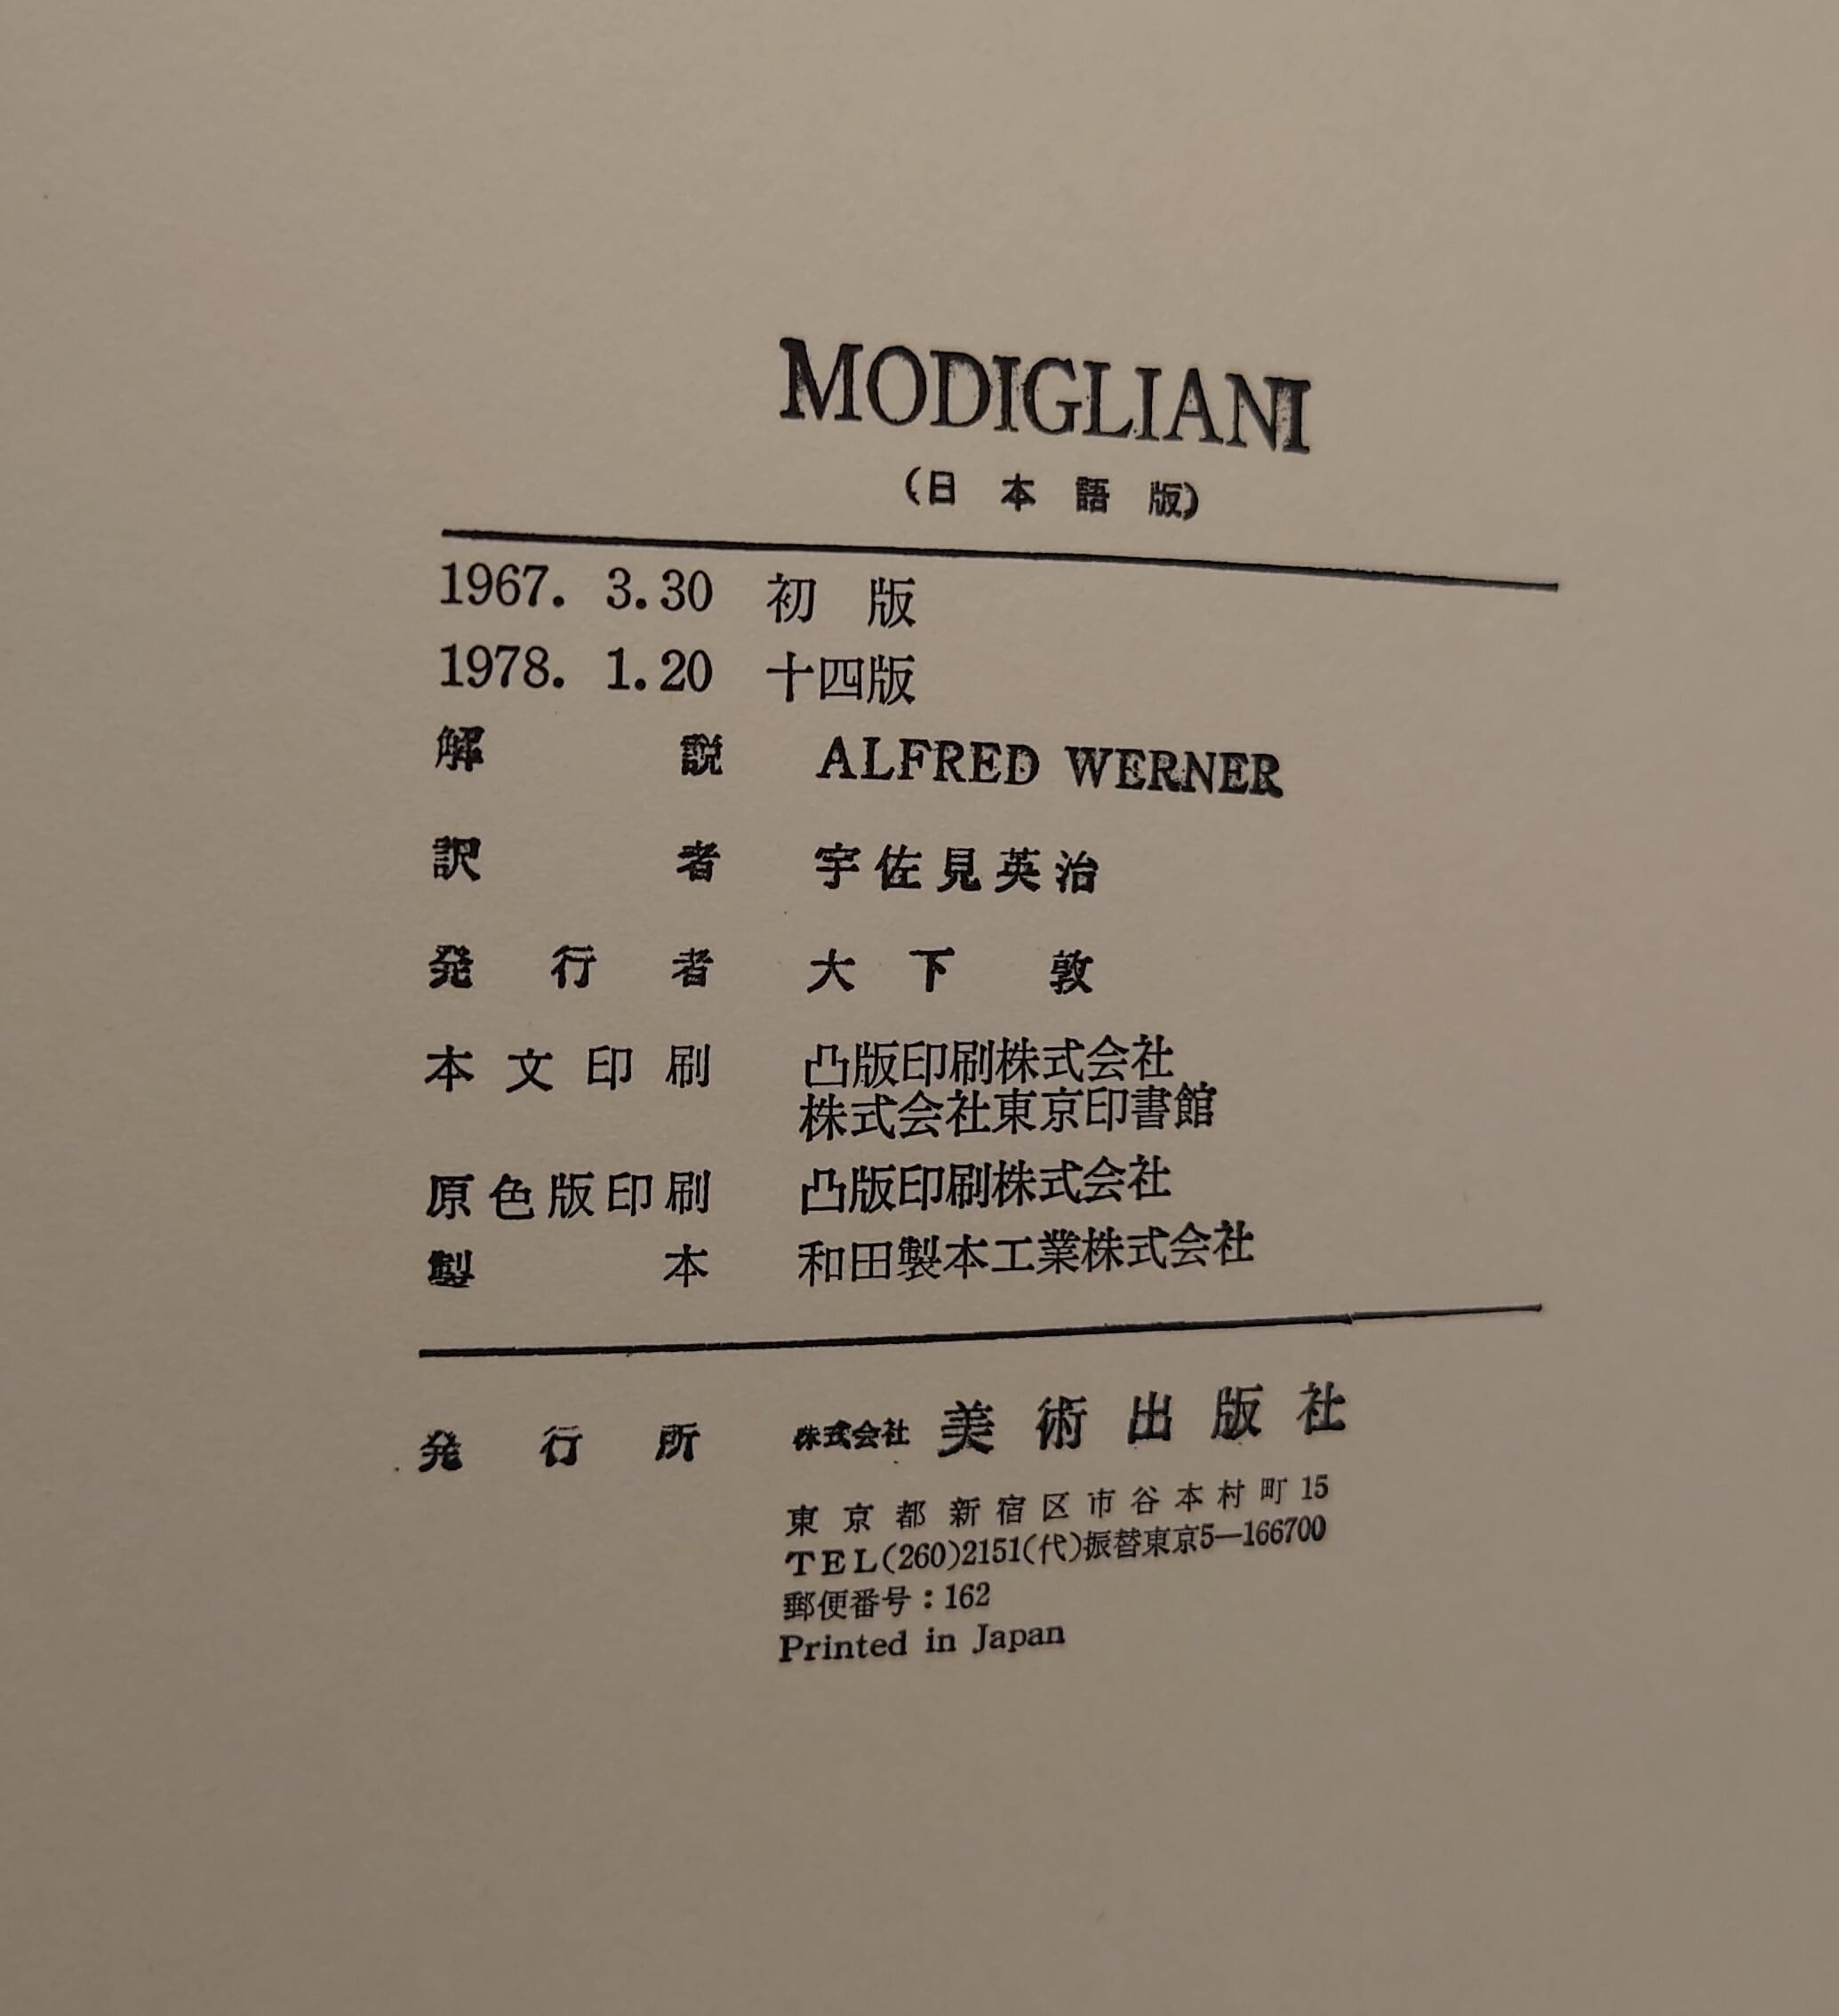 MODIGLIANI
(日本語版)
1967. 3.30 初版
1978. 1.20 十四版
解説 ALFRED WERNER
訳者 宇佐見英治
発行者 大下敦
本文印刷 凸版印刷株式会社
株式会社東京印書館
原色版印刷 凸版印刷株式会社
製本 和田製本工業株式会社
発行所 株式会社 美術出版社
東京都新宿区市谷本村町15
TEL(260)2151(代)振替東京5—166700
郵便番号:162
Printed in Japan